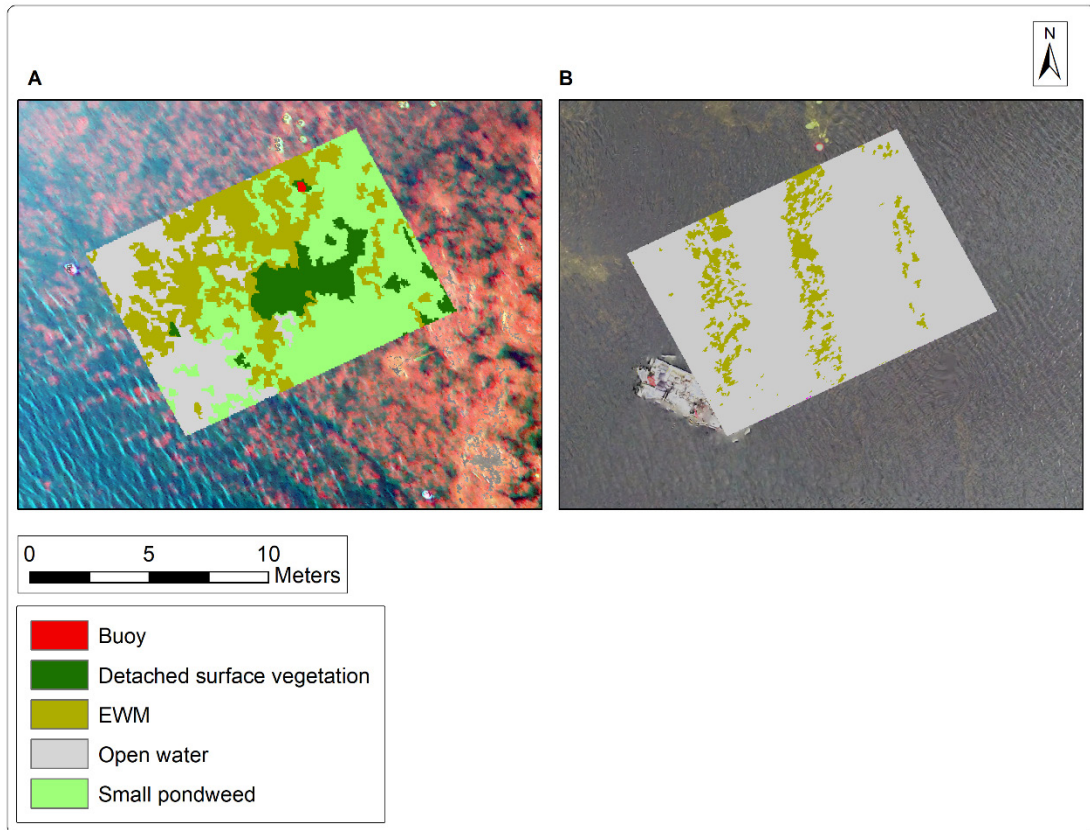 N
A
B
0 5 10
Meters
Buoy
Detached surface vegetation
EWM
Open water
Small pondweed